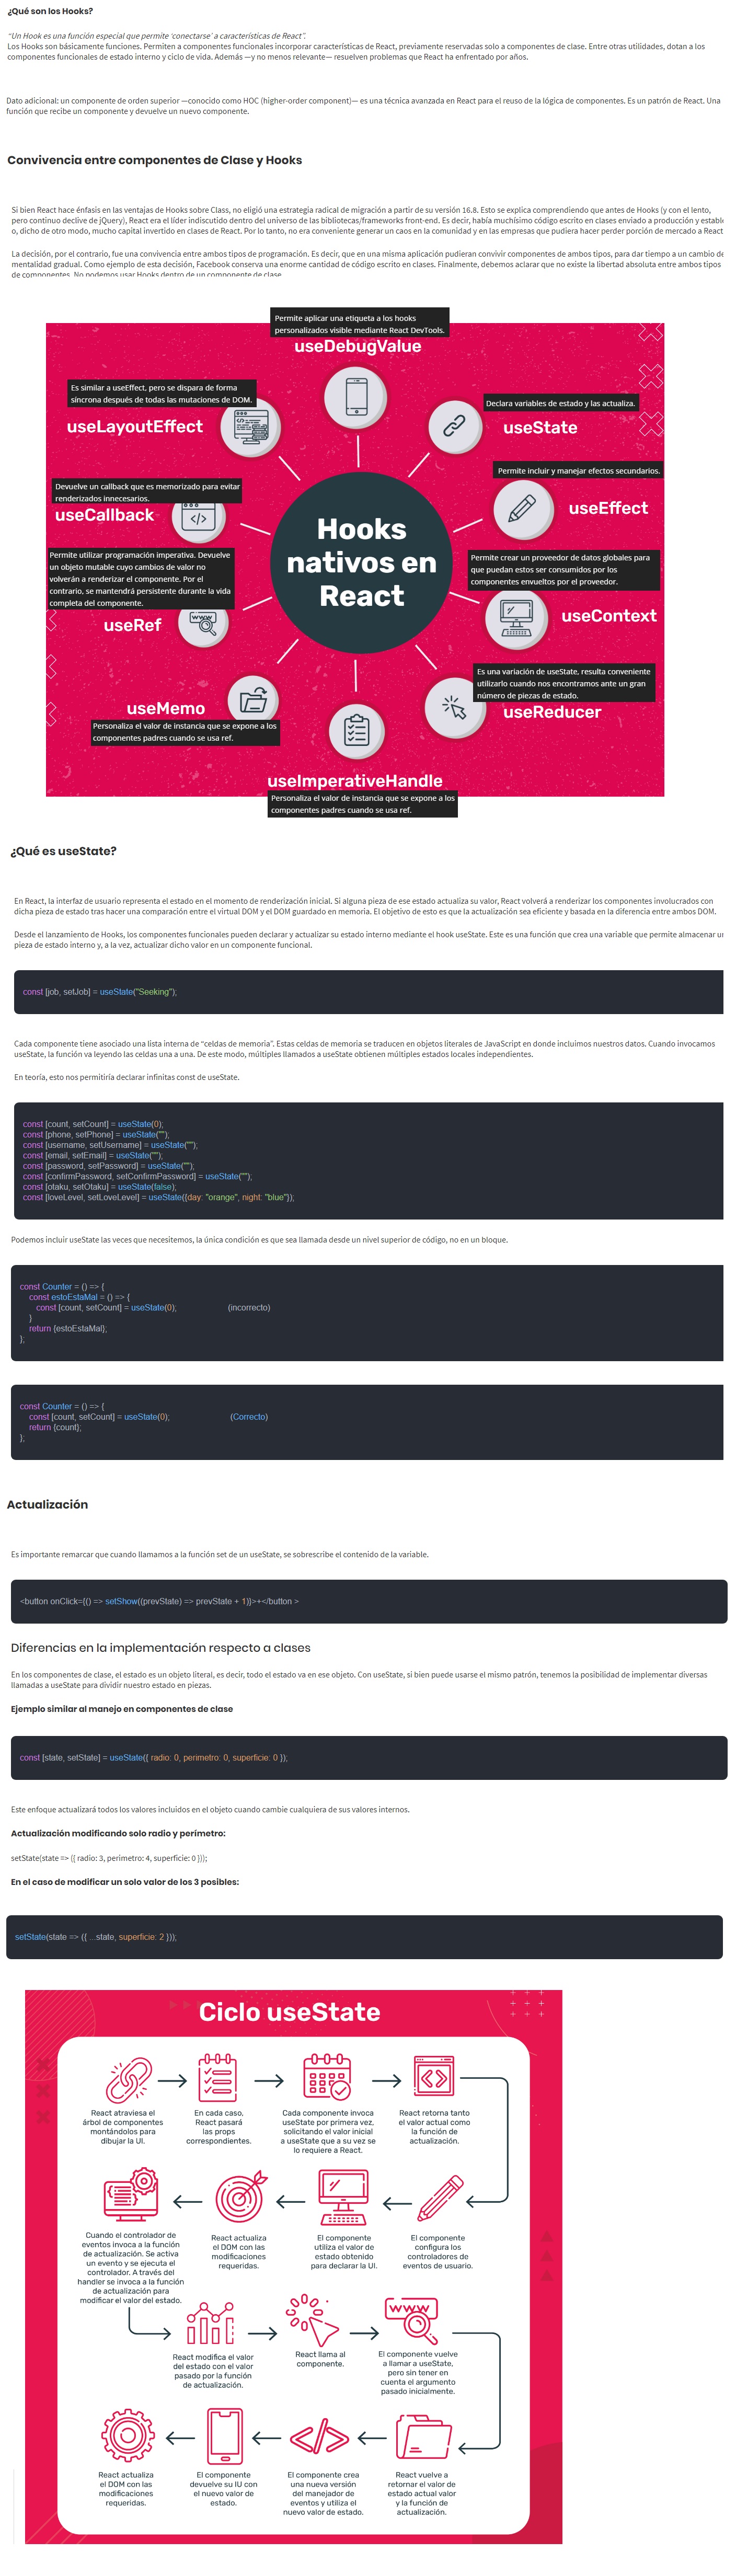 ¿Qué son los Hooks?
“Un Hook es una función especial que permite ‘conectarse’ a características de React”.
Los Hooks son básicamente funciones. Permiten a componentes funcionales incorporar características de React, previamente reservadas solo a componentes de clase. Entre otras utilidades, dotan a los
componentes funcionales de estado interno y ciclo de vida. Además —y no menos relevante— resuelven problemas que React ha enfrentado por años.
Dato adicional: un componente de orden superior —conocido como HOC (higher-order component)— es una técnica avanzada en React para el reuso de la lógica de componentes. Es un patrón de React. Una
función que recibe un componente y devuelve un nuevo componente.
Convivencia entre componentes de Clase y Hooks
Si bien React hace énfasis en las ventajas de Hooks sobre Class, no eligió una estrategia radical de migración a partir de su versión 16.8. Esto se explica comprendiendo que antes de Hooks (y con el lento,
pero continuo declive de jQuery), React era el líder indiscutido dentro del universo de las bibliotecas/frameworks front-end. Es decir, había muchísimo código escrito en clases enviado a producción y estable
o, dicho de otro modo, mucho capital invertido en clases de React. Por lo tanto, no era conveniente generar un caos en la comunidad y en las empresas que pudiera hacer perder porción de mercado a React
La decisión, por el contrario, fue una convivencia entre ambos tipos de programación. Es decir, que en una misma aplicación pudieran convivir componentes de ambos tipos, para dar tiempo a un cambio de
mentalidad gradual. Como ejemplo de esta decisión, Facebook conserva una enorme cantidad de código escrito en clases. Finalmente, debemos aclarar que no existe la libertad absoluta entre ambos tipos
de componentes. No podemos usar Hooks dentro de un componente de clase
Permite aplicar una etiqueta a los hooks
personalizados visible mediante React DevTools.
useDebugValue
Es similar a useEffect, pero se dispara de forma
síncrona después de todas las mutaciones de DOM.
useLayoutEffect
Declara variables de estado y las actualiza.
useState
Permite incluir y manejar efectos secundarios.
useEffect
Devuelve un callback que es memorizado para evitar
renderizados innecesarios.
useCallback
Hooks
nativos en
React
Permite utilizar programación imperativa. Devuelve
un objeto mutable cuyo cambios de valor no
volverán a renderizar el componente. Por el
contrario, se mantendrá persistente durante la vida
completa del componente.
useRef
Permite crear un proveedor de datos globales para
que puedan estos ser consumidos por los
componentes envueltos por el proveedor.
useContext
Es una variación de useState, resulta conveniente
utilizarlo cuando nos encontramos ante un gran
número de piezas de estado.
useReducer
useMemo
Personaliza el valor de instancia que se expone a los
componentes padres cuando se usa ref.
useImperativeHandle
Personaliza el valor de instancia que se expone a los
componentes padres cuando se usa ref.
¿Qué es useState?
En React, la interfaz de usuario representa el estado en el momento de renderización inicial. Si alguna pieza de ese estado actualiza su valor, React volverá a renderizar los componentes involucrados con
dicha pieza de estado tras hacer una comparación entre el virtual DOM y el DOM guardado en memoria. El objetivo de esto es que la actualización sea eficiente y basada en la diferencia entre ambos DOM.
Desde el lanzamiento de Hooks, los componentes funcionales pueden declarar y actualizar su estado interno mediante el hook useState. Este es una función que crea una variable que permite almacenar un
pieza de estado interno y, a la vez, actualizar dicho valor en un componente funcional.
const [job, setJob] = useState("Seeking");
Cada componente tiene asociado una lista interna de “celdas de memoria”. Estas celdas de memoria se traducen en objetos literales de JavaScript en donde incluimos nuestros datos. Cuando invocamos
useState, la función va leyendo las celdas una a una. De este modo, múltiples llamados a useState obtienen múltiples estados locales independientes.
En teoría, esto nos permitiría declarar infinitas const de useState.
const [count, setCount] = useState(0);
const [phone, setPhone] = useState("");
const [username, setUsername] = useState("");
const [email, setEmail] = useState("");
const [password, setPassword] = useState("");
const [confirmPassword, setConfirmPassword] = useState("");
const [otaku, setOtaku] = useState(false);
const [loveLevel, setLoveLevel] = useState({day: "orange", night: "blue"});
Podemos incluir useState las veces que necesitemos, la única condición es que sea llamada desde un nivel superior de código, no en un bloque.
const Counter = () => {
const estoEstaMal = () => {
const [count, setCount] = useState(0); (incorrecto)
}
return {estoEstaMal};
};
const Counter = () => {
const [count, setCount] = useState(0); (Correcto)
return {count};
};
Actualización
Es importante remarcar que cuando llamamos a la función set de un useState, se sobrescribe el contenido de la variable.
<button onClick={() => setShow((prevState) => prevState + 1)}>+</button >
Diferencias en la implementación respecto a clases
En los componentes de clase, el estado es un objeto literal, es decir, todo el estado va en ese objeto. Con useState, si bien puede usarse el mismo patrón, tenemos la posibilidad de implementar diversas
llamadas a useState para dividir nuestro estado en piezas.
Ejemplo similar al manejo en componentes de clase
const [state, setState] = useState({ radio: 0, perimetro: 0, superficie: 0 });
Este enfoque actualizará todos los valores incluidos en el objeto cuando cambie cualquiera de sus valores internos.
Actualización modificando solo radio y perímetro:
setState(state => ({ radio: 3, perimetro: 4, superficie: 0 }));
En el caso de modificar un solo valor de los 3 posibles:
setState(state => ({ ...state, superficie: 2 }));
Ciclo useState
React atraviesa el
árbol de componentes
montándolos para
dibujar la UI.
En cada caso,
React pasará
las props
correspondientes.
Cada componente invoca
useState por primera vez,
solicitando el valor inicial
a useState que a su vez se
lo requiere a React.
React retorna tanto
el valor actual como
la función de
actualización.
Cuando el controlador de
eventos invoca a la función
de actualización. Se activa
un evento y se ejecuta el
controlador. A través del
handler se invoca a la función
de actualización para
modificar el valor del estado.
React actualiza
el DOM con las
modificaciones
requeridas.
El componente
utiliza el valor de
estado obtenido
para declarar la UI.
El componente
configura los
controladores de
eventos de usuario.
React modifica el valor
del estado con el valor
pasado por la función
de actualización.
React llama al
componente.
www
El componente vuelve
a llamar a useState,
pero sin tener en
cuenta el argumento
pasado inicialmente.
React actualiza
el DOM con las
modificaciones
requeridas.
El componente
devuelve su IU con
el nuevo valor de
estado.
El componente crea
una nueva versión
del manejador de
eventos y utiliza el
nuevo valor de estado.
React vuelve a
retornar el valor de
estado actual valor
y la función de
actualización.